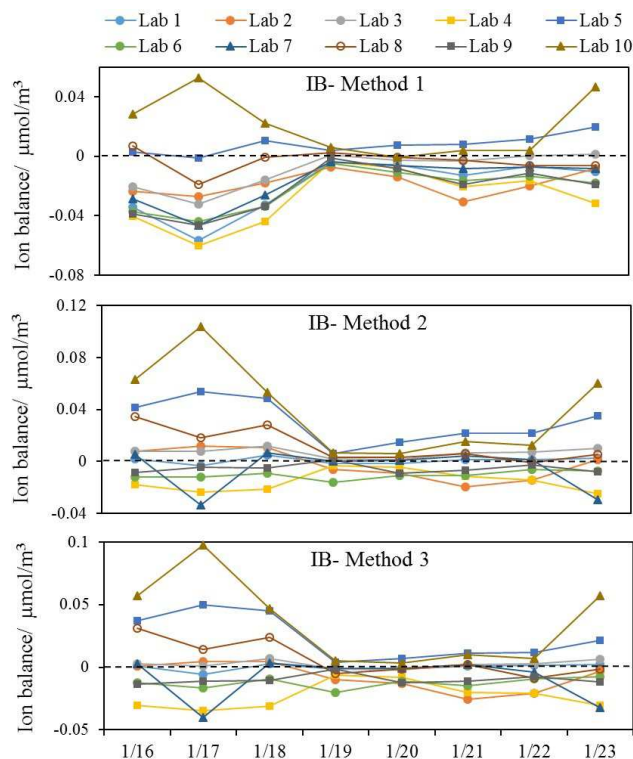 Lab 1 Lab 2 Lab 3 Lab 4 Lab 5
Lab 6 Lab 7 Lab 8 Lab 9 Lab 10
IB- Method 1
Ion balance/ μmol/m³
0.04
0
-0.04
-0.08
IB- Method 2
Ion balance/ μmol/m³
0.12
0.08
0.04
0
-0.04
IB- Method 3
Ion balance/ μmol/m³
0.1
0.05
0
-0.05
1/16 1/17 1/18 1/19 1/20 1/21 1/22 1/23